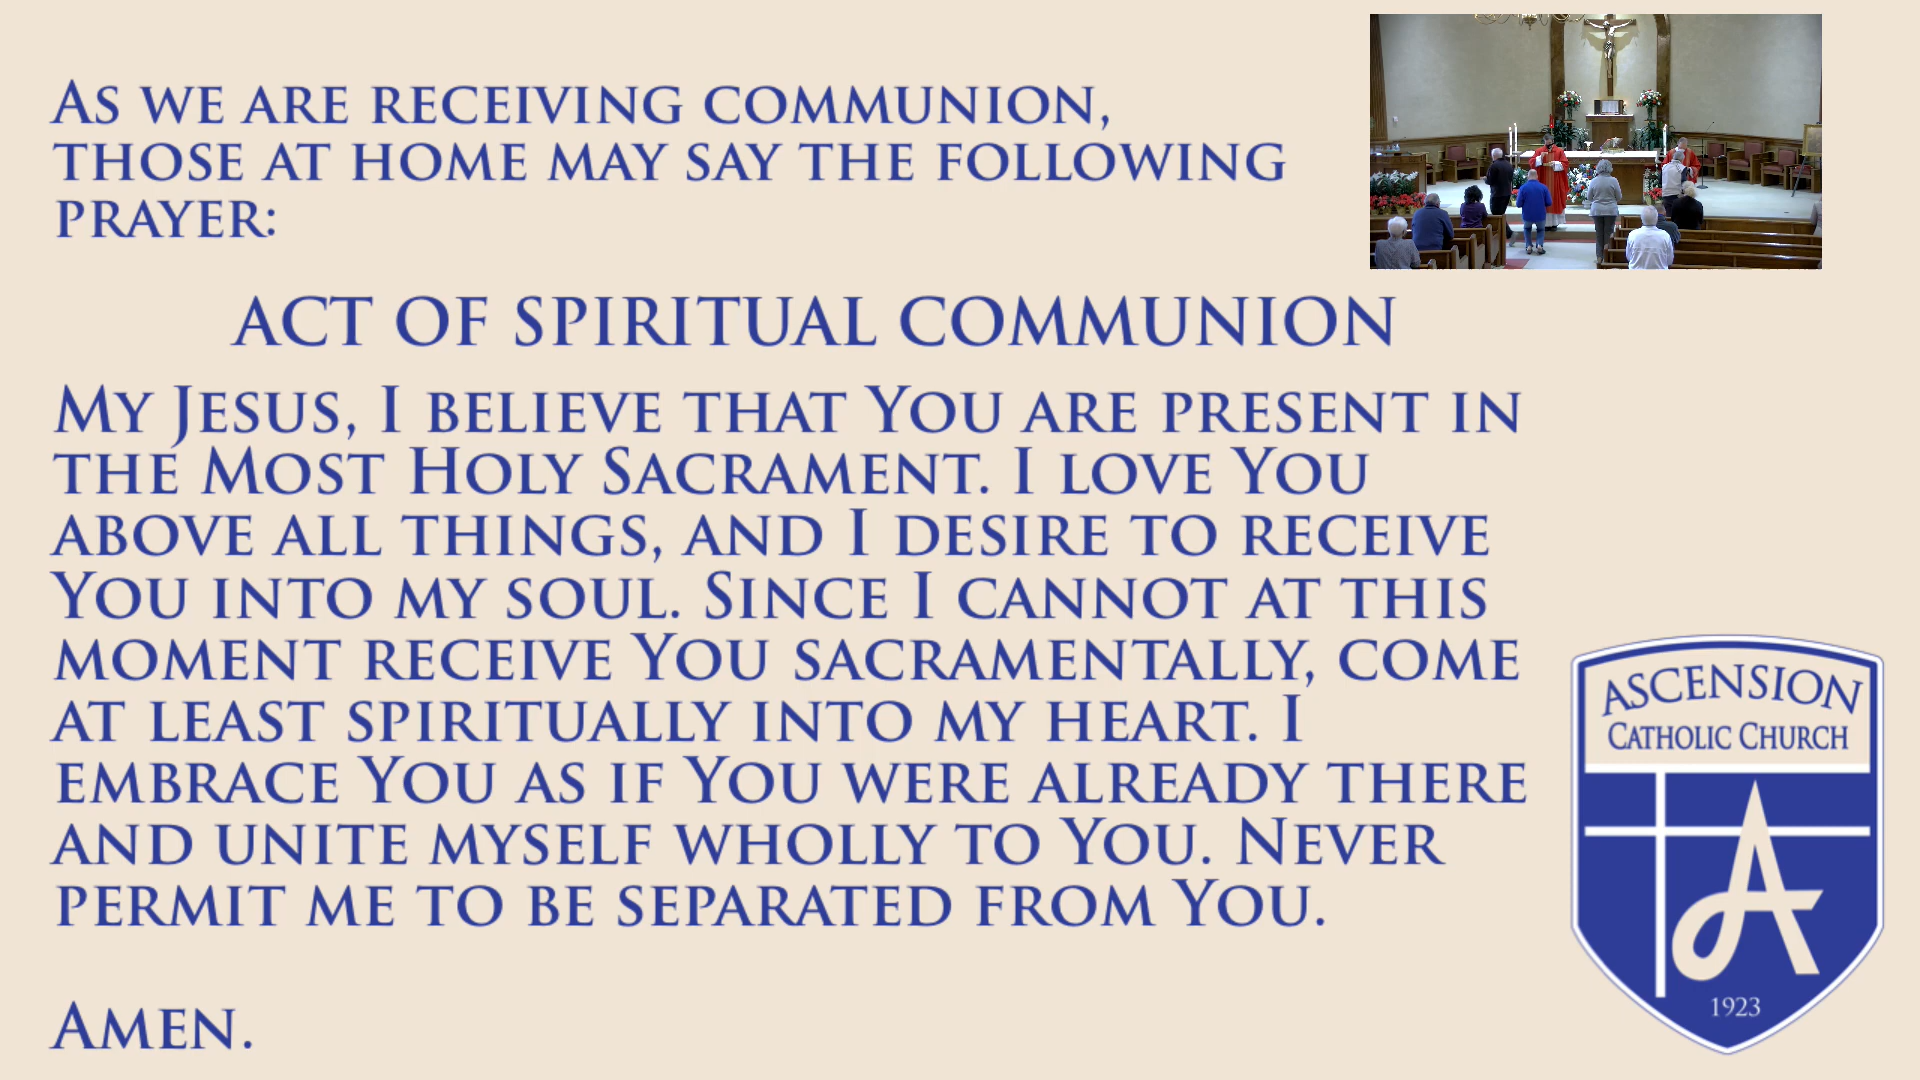 As we are receiving communion,
those at home may say the following
prayer:
ACT OF SPIRITUAL COMMUNION
My Jesus, I believe that You are present in
the Most Holy Sacrament. I love You
above all things, and I desire to receive
You into my soul. Since I cannot at this
moment receive You sacramentally, come
at least spiritually into my heart. I
embrace You as if You were already there
and unite myself wholly to You. Never
permit me to be separated from You.
Amen.
Ascension
Catholic Church
A
1923